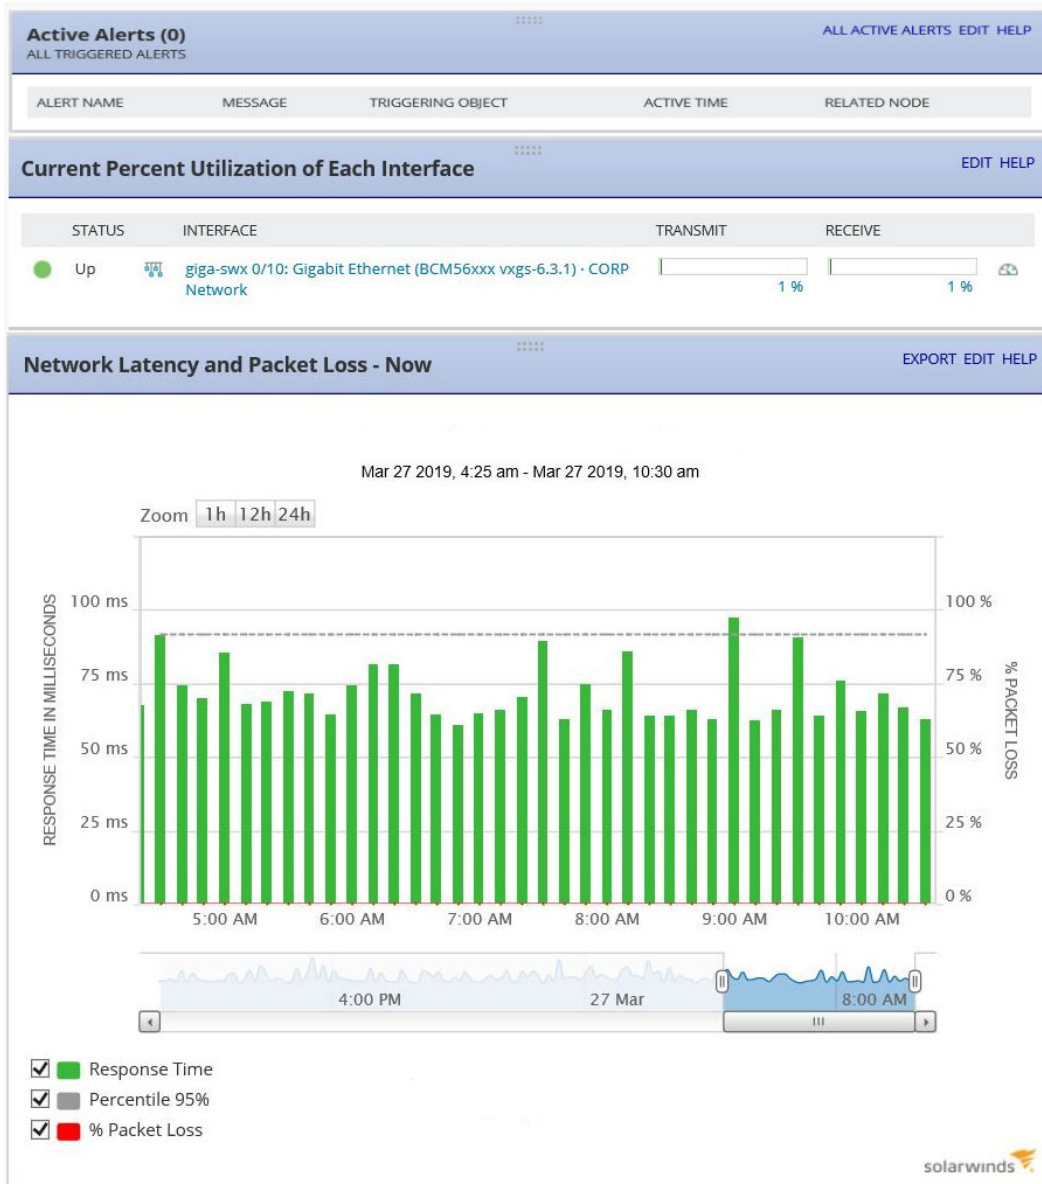 Active Alerts (0)
ALL TRIGGERED ALERTS
ALL ACTIVE ALERTS EDIT HELP
ALERT NAME MESSAGE TRIGGERING OBJECT ACTIVE TIME RELATED NODE
Current Percent Utilization of Each Interface
EDIT HELP
STATUS INTERFACE TRANSMIT RECEIVE
Up giga-swx 0/10: Gigabit Ethernet (BCM56xxx vxgs-6.3.1) · CORP
Network
1 % 1 %
Network Latency and Packet Loss - Now
EXPORT EDIT HELP
Mar 27 2019, 4:25 am - Mar 27 2019, 10:30 am
Zoom 1h 12h 24h
RESPONSE TIME IN MILLISECONDS
100 ms
75 ms
50 ms
25 ms
0 ms
100 %
75 %
50 %
25 %
0 %
% PACKET LOSS
5:00 AM 6:00 AM 7:00 AM 8:00 AM 9:00 AM 10:00 AM
4:00 PM 27 Mar 8:00 AM
Response Time
Percentile 95%
% Packet Loss
solarwinds